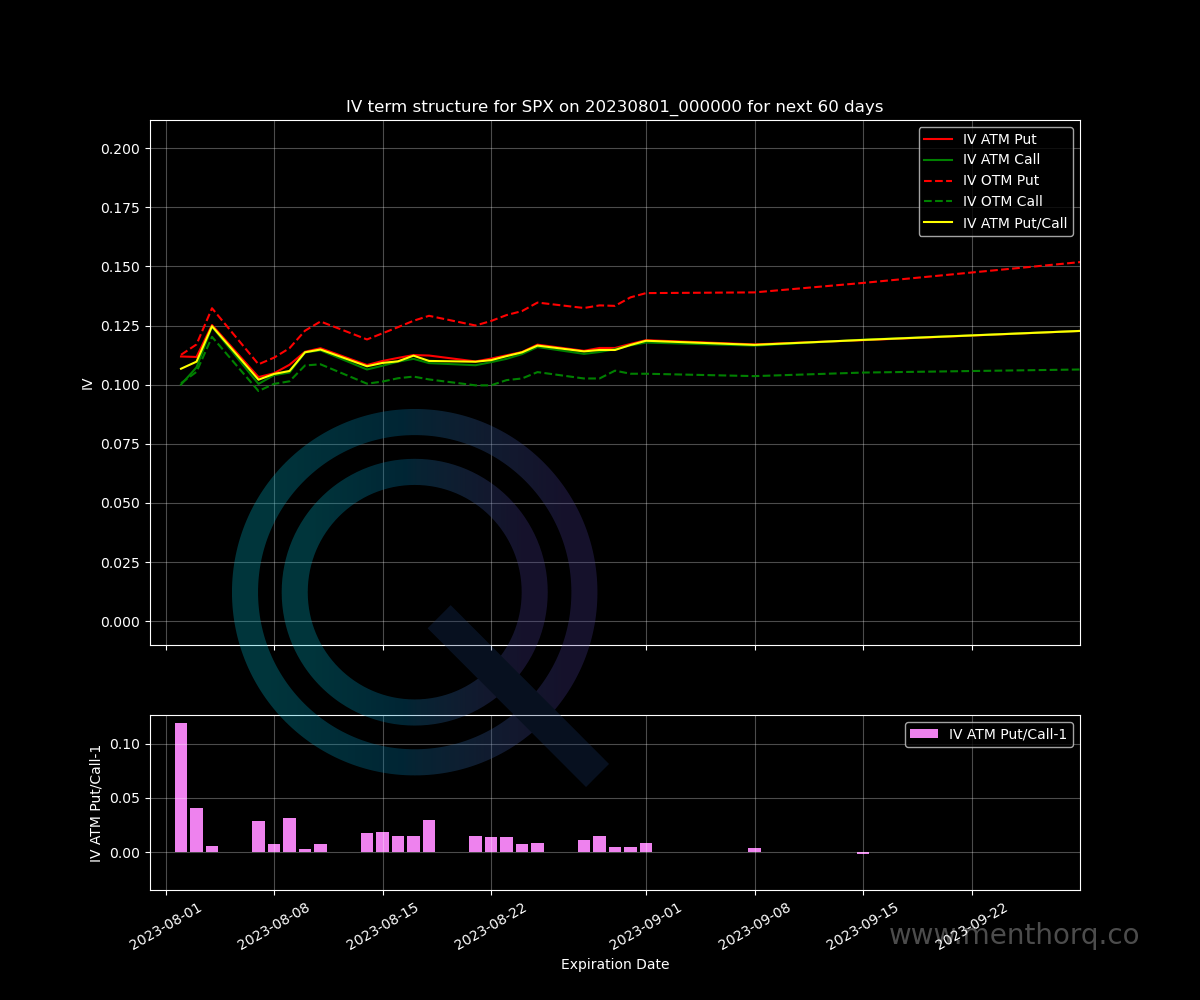 IV term structure for SPX on 20230801_000000 for next 60 days
IV ATM Put
IV ATM Call
IV OTM Put
IV OTM Call
IV ATM Put/Call
0.200
0.175
0.150
0.125
0.100
0.075
0.050
0.025
0.000
IV
IV ATM Put/Call-1
0.10
0.05
0.00
IV ATM Put/Call-1
2023-08-01
2023-08-08
2023-08-15
2023-08-22
2023-09-01
2023-09-08
2023-09-15
2023-09-22
www.menthorq.co
Expiration Date